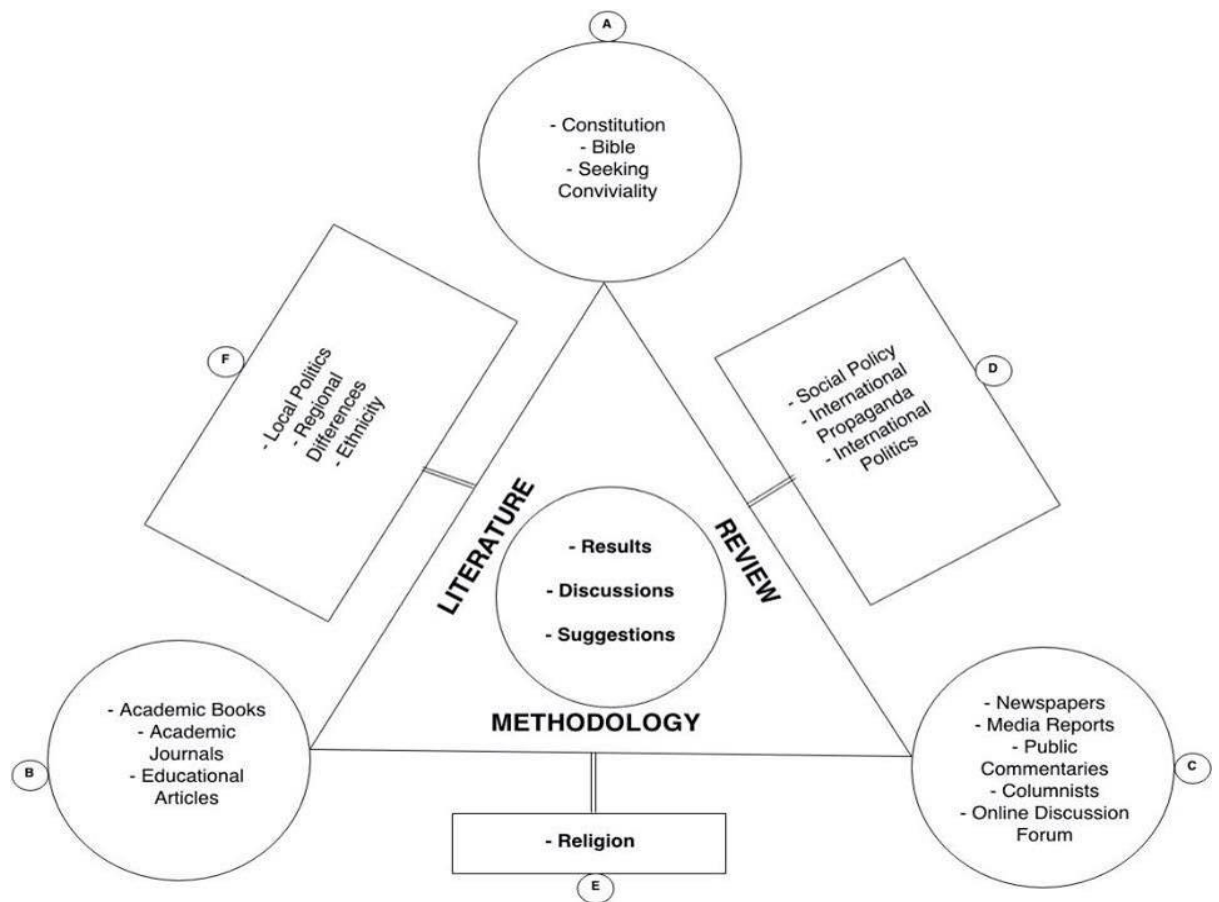 A
- Constitution
- Bible
- Seeking
Conviviality
F
- Local Politics
- Regional
Differences
- Ethnicity
D
- Social Policy
- International
Propaganda
- International
Politics
LITERATURE
REVIEW
- Results
- Discussions
- Suggestions
METHODOLOGY
B
- Academic Books
- Academic
Journals
- Educational
Articles
C
- Newspapers
- Media Reports
- Public
Commentaries
- Columnists
- Online Discussion
Forum
- Religion
E